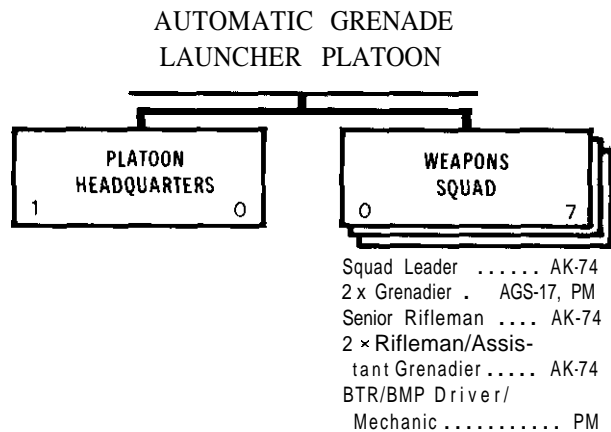 AUTOMATIC GRENADE
LAUNCHER PLATOON
PLATOON
HEADQUARTERS
1 0
WEAPONS
SQUAD
0 7
Squad Leader ...... AK-74
2 x Grenadier . AGS-17, PM
Senior Rifleman .... AK-74
2 × Rifleman/Assis-
tant Grenadier ..... AK-74
BTR/BMP Driver/
Mechanic ........... PM